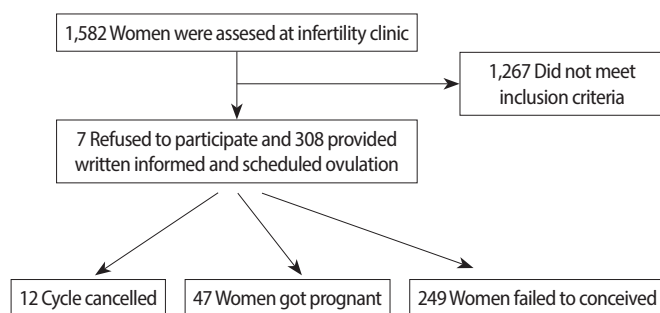 1,582 Women were assesed at infertility clinic
1,267 Did not meet
inclusion criteria
7 Refused to participate and 308 provided
written informed and scheduled ovulation
12 Cycle cancelled
47 Women got prognant
249 Women failed to conceived